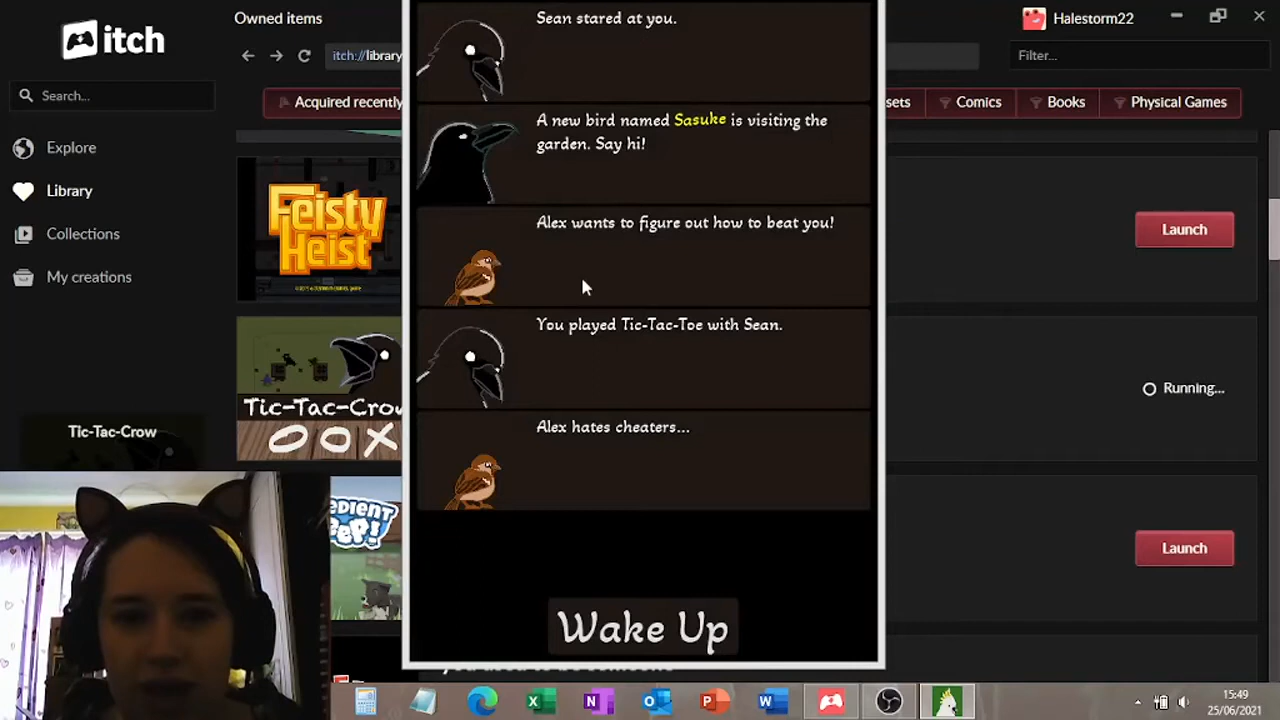 itch
Owned items
Halestorm22
itch://library
Filter...
Search...
Explore
Library
Collections
My creations
Acquired recently
Comics
Books
Physical Games
Sean stared at you.
A new bird named Sasuke is visiting the
garden. Say hi!
Alex wants to figure out how to beat you!
You played Tic-Tac-Toe with Sean.
Alex hates cheaters...
Wake Up
Feisty
Heist
Launch
Tic-Tac-Crow
OOX
Running...
Tic-Tac-Crow
Launch
15:49
25/06/2021